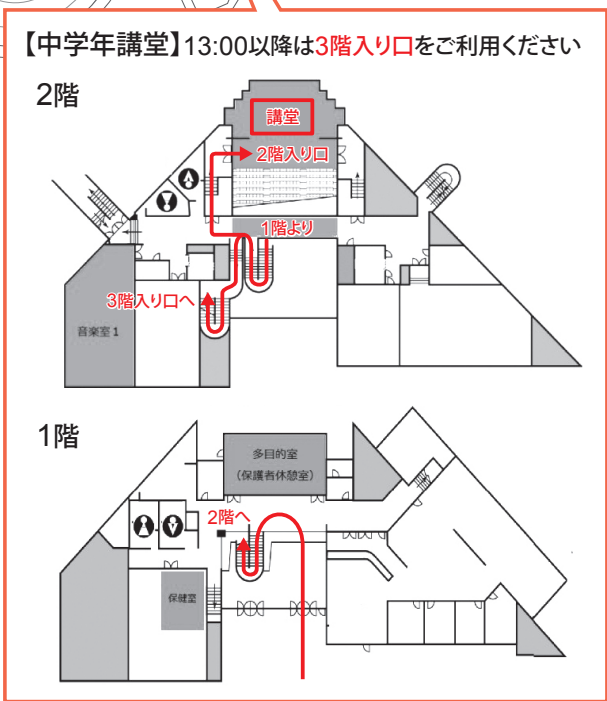 【中学年講堂】13:00以降は3階入り口をご利用ください
2階
講堂
2階入り口
1階より
3階入り口へ
音楽室1
1階
多目的室
（保護者休憩室）
2階へ
保健室